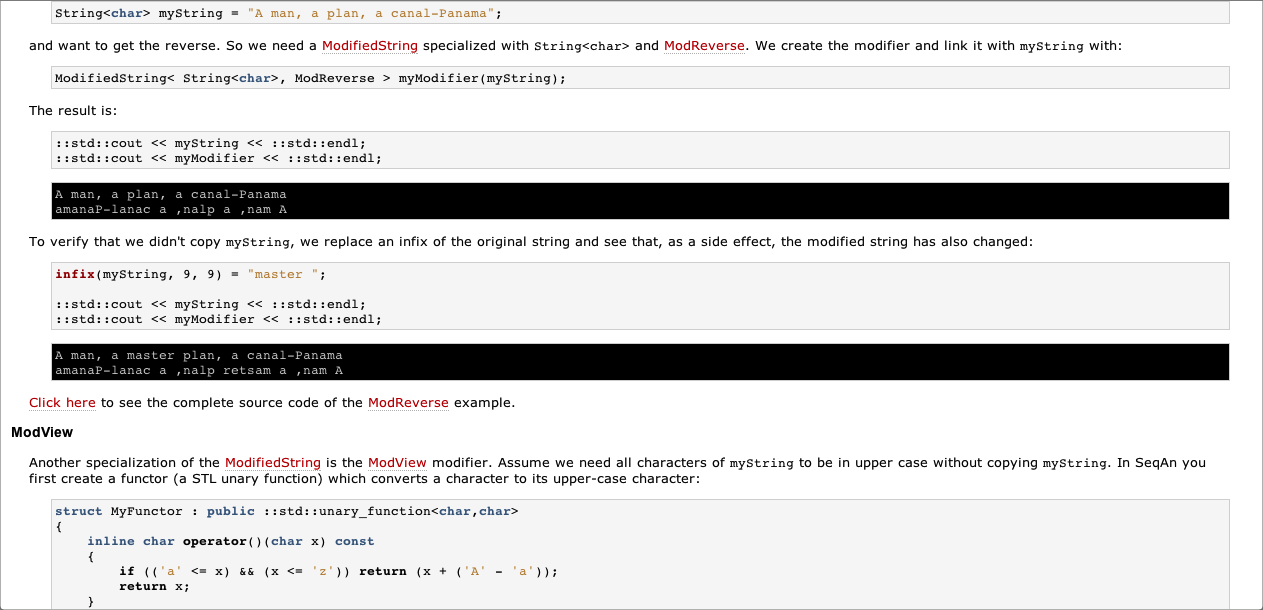 String<char> myString = "A man, a plan, a canal-Panama";
and want to get the reverse. So we need a ModifiedString specialized with String<char> and ModReverse. We create the modifier and link it with myString with:
ModifiedString< String<char>, ModReverse > myModifier(myString);
The result is:
::std::cout << myString << ::std::endl;
::std::cout << myModifier << ::std::endl;
A man, a plan, a canal-Panama
amanaP-lanac a ,nalp a ,nam A
To verify that we didn't copy myString, we replace an infix of the original string and see that, as a side effect, the modified string has also changed:
infix(myString, 9, 9) = "master ";
::std::cout << myString << ::std::endl;
::std::cout << myModifier << ::std::endl;
A man, a master plan, a canal-Panama
amanaP-lanac a ,nalp retsam a ,nam A
Click here to see the complete source code of the ModReverse example.
ModView
Another specialization of the ModifiedString is the ModView modifier. Assume we need all characters of myString to be in upper case without copying myString. In SeqAn you
first create a functor (a STL unary function) which converts a character to its upper-case character:
struct MyFunctor : public ::std::unary_function<char,char>
{
    inline char operator()(char x) const
    {
        if (('a' <= x) && (x <= 'z')) return (x + ('A' - 'a'));
        return x;
    }